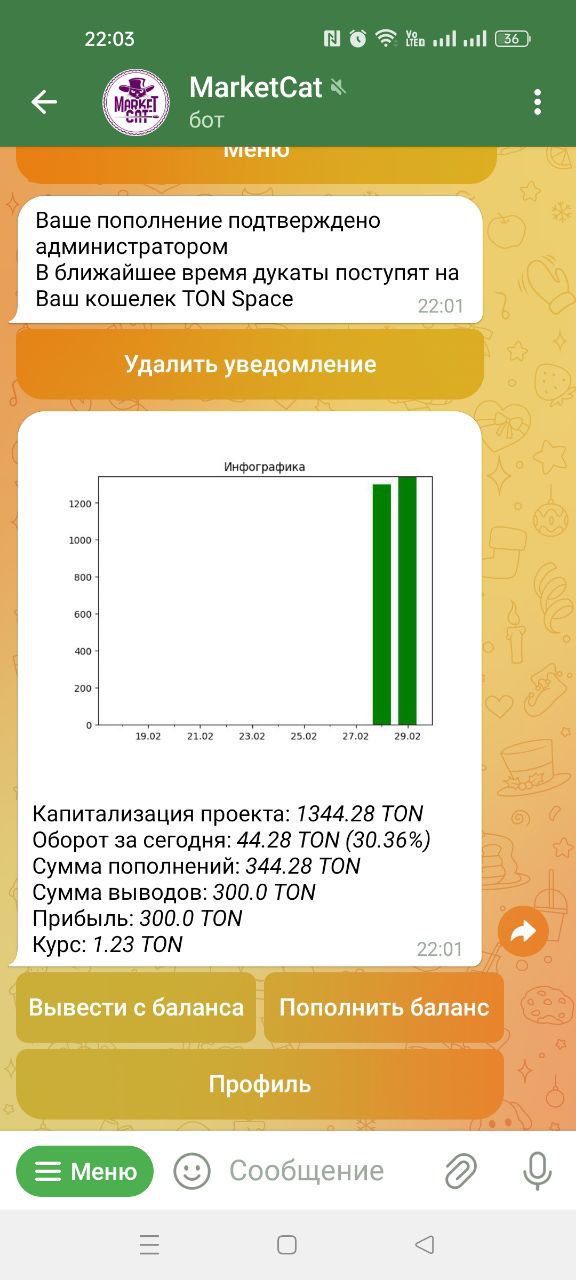 22:03
Vo
LTED
36
MARKET
CAT
MarketCat
бот
Меню
Ваше пополнение подтверждено
администратором
В ближайшее время дукаты поступят на
Ваш кошелек TON Space
22:01
Удалить уведомление
Инфографика
1200
1000
800
600
400
200
0
19.02 21.02 23.02 25.02 27.02 29.02
Капитализация проекта: 1344.28 TON
Оборот за сегодня: 44.28 TON (30.36%)
Сумма пополнений: 344.28 TON
Сумма выводов: 300.0 TON
Прибыль: 300.0 TON
Курс: 1.23 TON
22:01
Вывести с баланса Пополнить баланс
Профиль
Меню
Сообщение